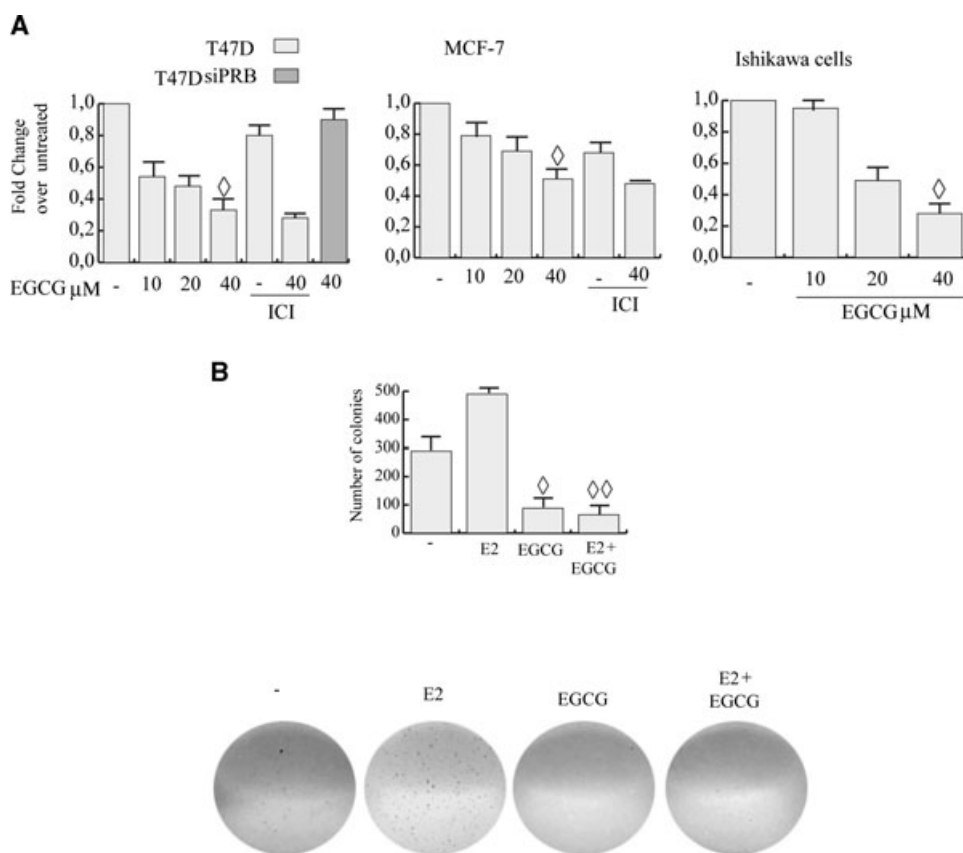 A
T47D
T47DsiPRB
MCF-7
Ishikawa cells
Fold Change
over untreated
1,0
0,8
0,6
0,4
0,2
0,0
1,0
0,8
0,6
0,4
0,2
0,0
1,0
0,8
0,6
0,4
0,2
0,0
EGCG µM - 10 20 40 - 40 40
ICI
- 10 20 40 - 40
ICI
- 10 20 40
EGCG µM
B
Number of colonies
500
400
300
200
100
0
- E2 EGCG E2+
EGCG
- E2 EGCG E2+
EGCG